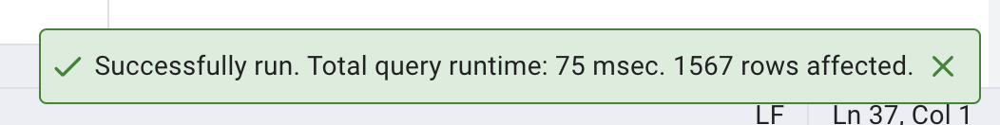 Successfully run. Total query runtime: 75 msec. 1567 rows affected.
LF Ln 37, Col 1